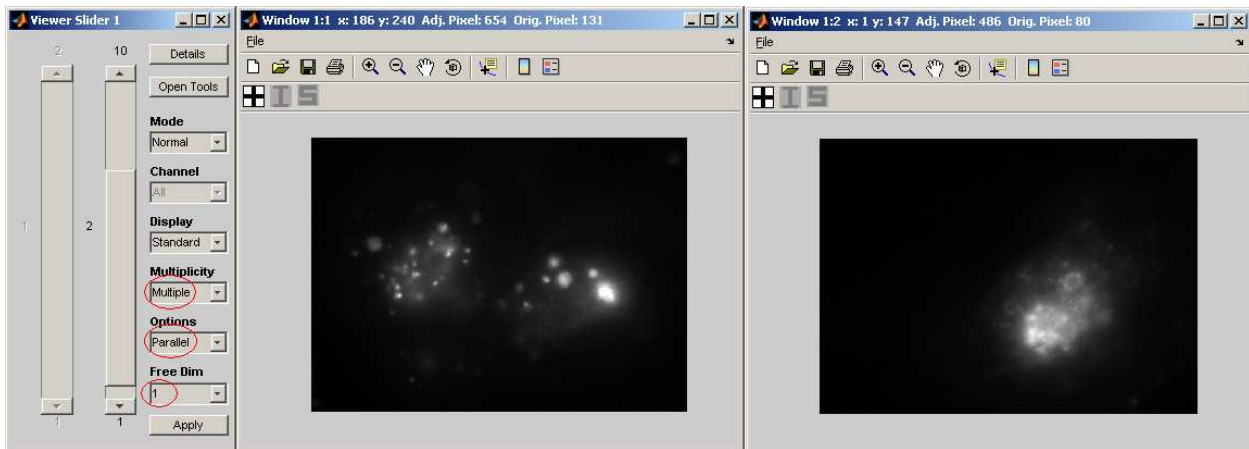 Viewer Slider 1
2
10
Details
Open Tools
Mode
Normal
Channel
All
Display
Standard
1
2
Multiplicity
Multiple
Options
Parallel
Free Dim
1
1
1
Apply
Window 1:1 x: 186 y: 240 Adj. Pixel: 654 Orig. Pixel: 131
File
Window 1:2 x: 1 y: 147 Adj. Pixel: 486 Orig. Pixel: 80
File